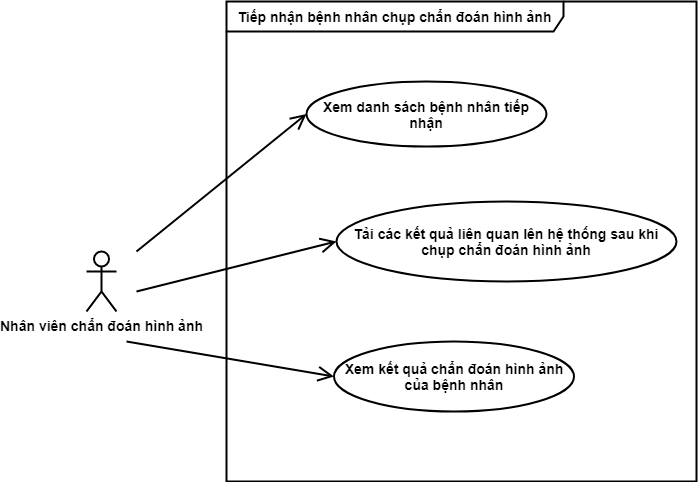 Tiếp nhận bệnh nhân chụp chẩn đoán hình ảnh
Xem danh sách bệnh nhân tiếp
nhận
Tải các kết quả liên quan lên hệ thống sau khi
chụp chẩn đoán hình ảnh
Nhân viên chẩn đoán hình ảnh
Xem kết quả chẩn đoán hình ảnh
của bệnh nhân